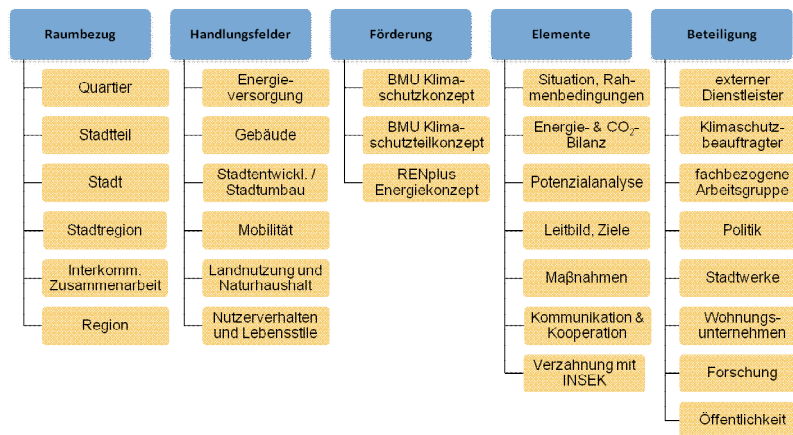 Raumbezug
Quartier
Stadtteil
Stadt
Stadtregion
Interkomm.
Zusammenarbeit
Region
Handlungsfelder
Energie-
versorgung
Gebäude
Stadtentwickl. /
Stadtumbau
Mobilität
Landnutzung und
Naturhaushalt
Nutzerverhalten
und Lebensstile
Förderung
BMU Klima-
schutzkonzept
BMU Klima-
schutzteilkonzept
RENplus
Energiekonzept
Elemente
Situation, Rah-
menbedingungen
Energie- & CO₂-
Bilanz
Potenzialanalyse
Leitbild, Ziele
Maßnahmen
Kommunikation &
Kooperation
Verzahnung mit
INSEK
Beteiligung
externer
Dienstleister
Klimaschutz-
beauftragter
fachbezogene
Arbeitsgruppe
Politik
Stadtwerke
Wohnungs-
unternehmen
Forschung
Öffentlichkeit